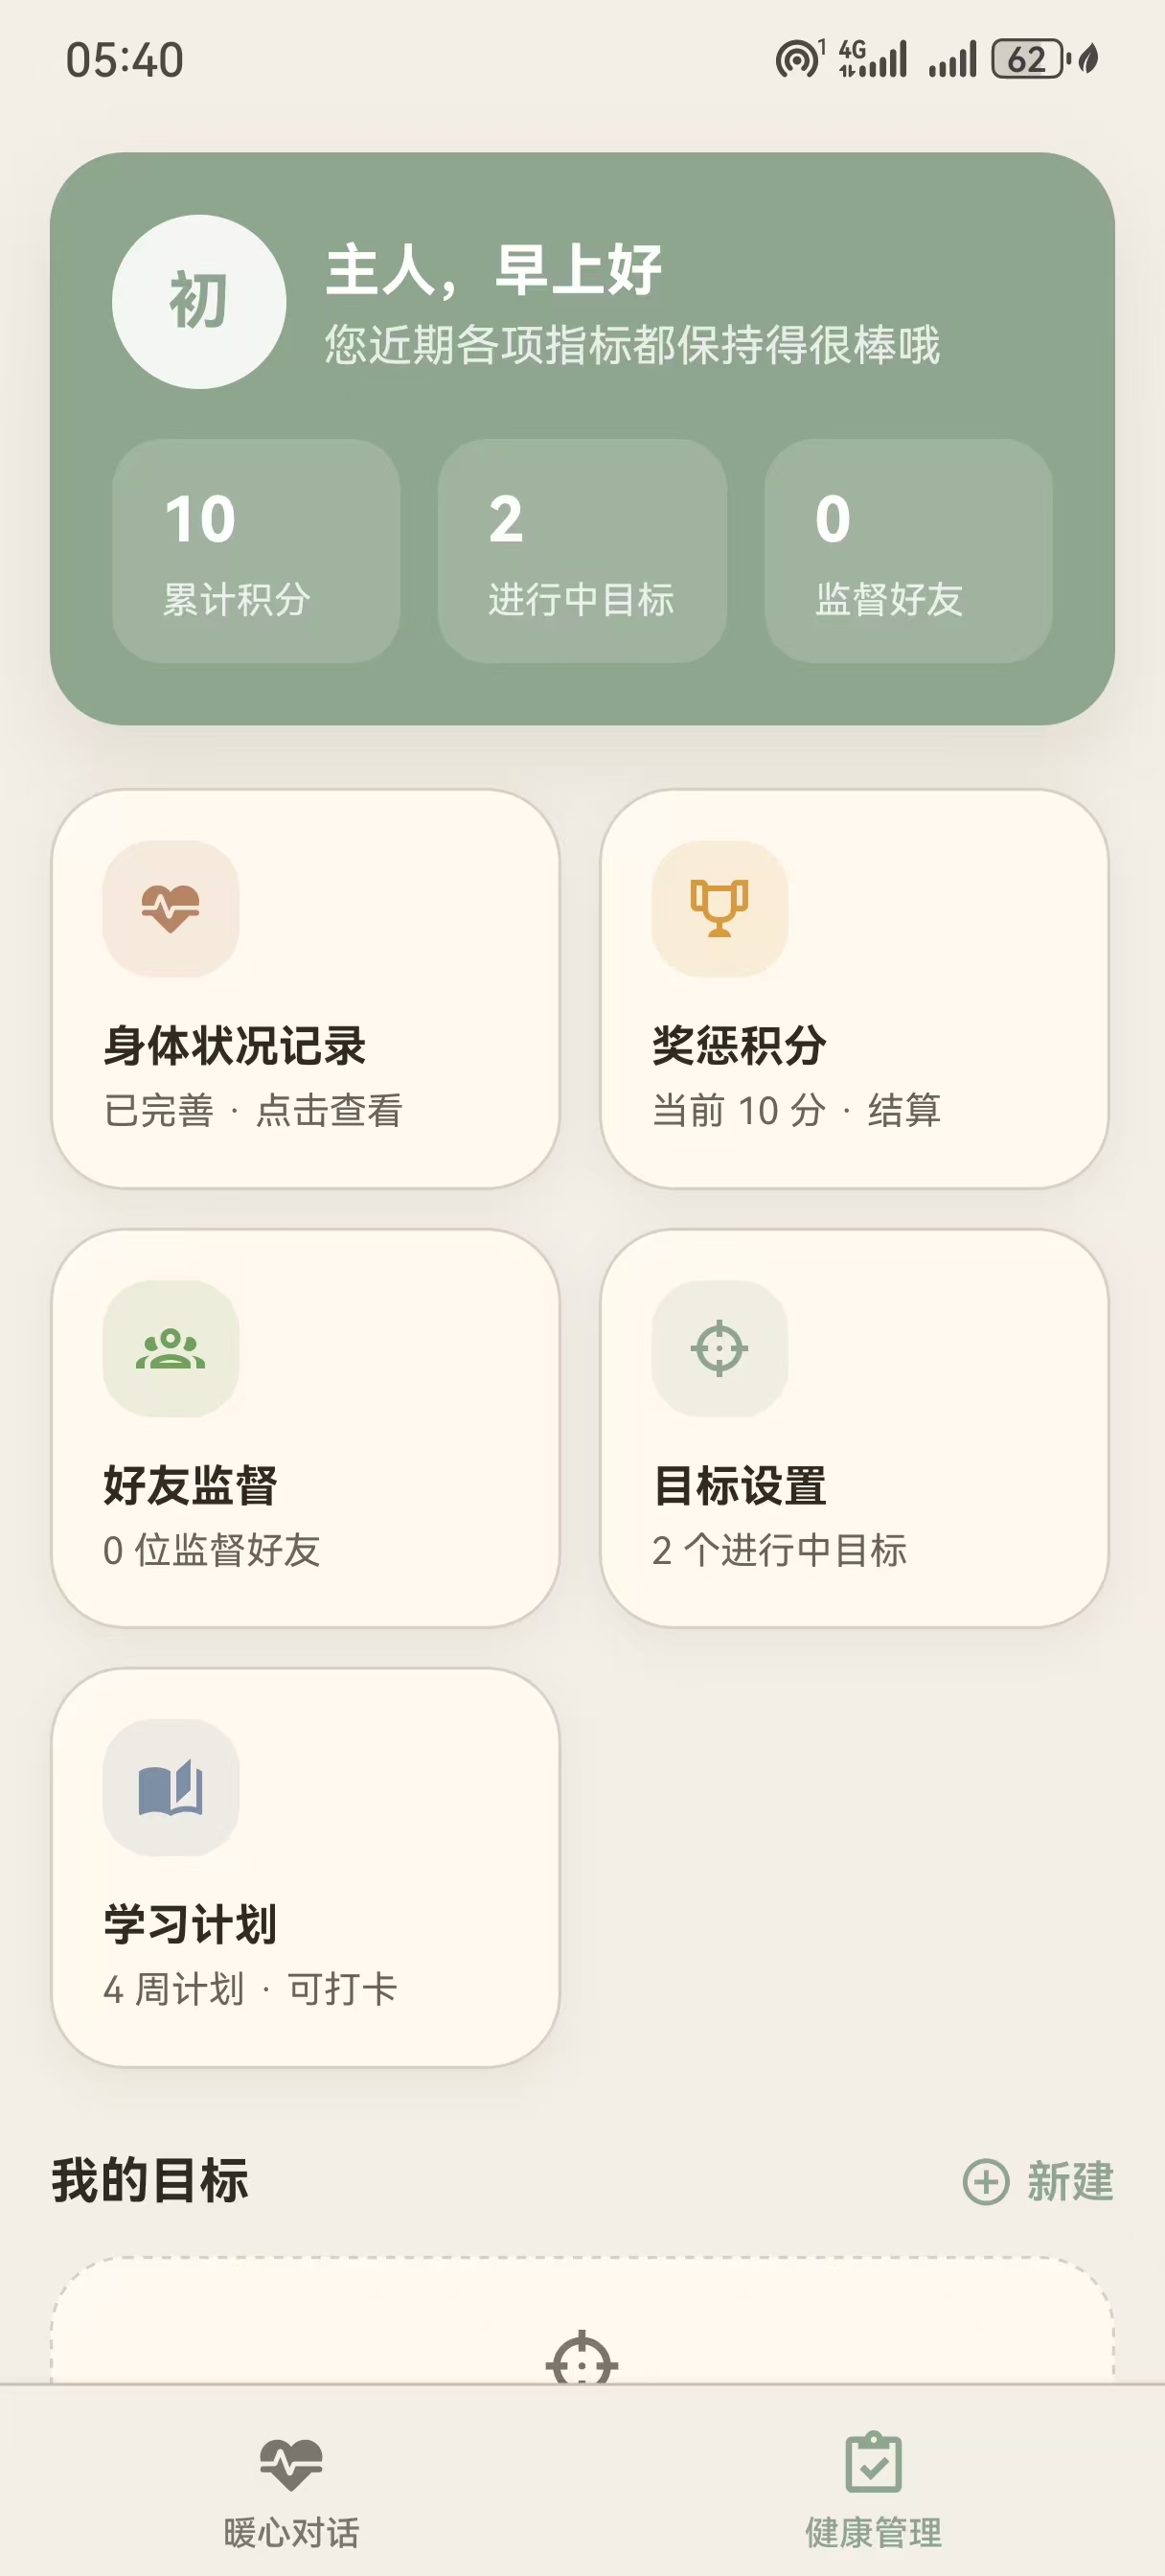 05:40
1
4G
62
初
主人，早上好
您近期各项指标都保持得很棒哦
10
2
0
累计积分
进行中目标
监督好友
身体状况记录
已完善 · 点击查看
奖惩积分
当前 10 分 · 结算
好友监督
0 位监督好友
目标设置
2 个进行中目标
学习计划
4 周计划 · 可打卡
我的目标
新建
暖心对话
健康管理